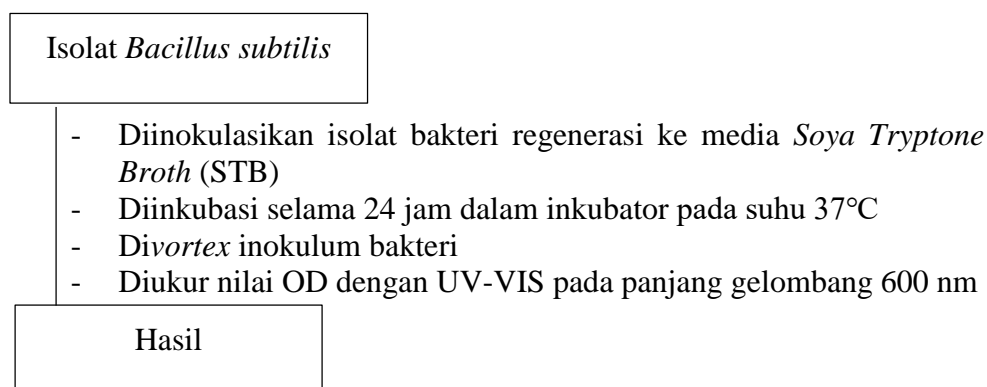 Isolat Bacillus subtilis
- Diinokulasikan isolat bakteri regenerasi ke media Soya Tryptone
Broth (STB)
- Diinkubasi selama 24 jam dalam inkubator pada suhu 37°C
- Divortex inokulum bakteri
- Diukur nilai OD dengan UV-VIS pada panjang gelombang 600 nm
Hasil